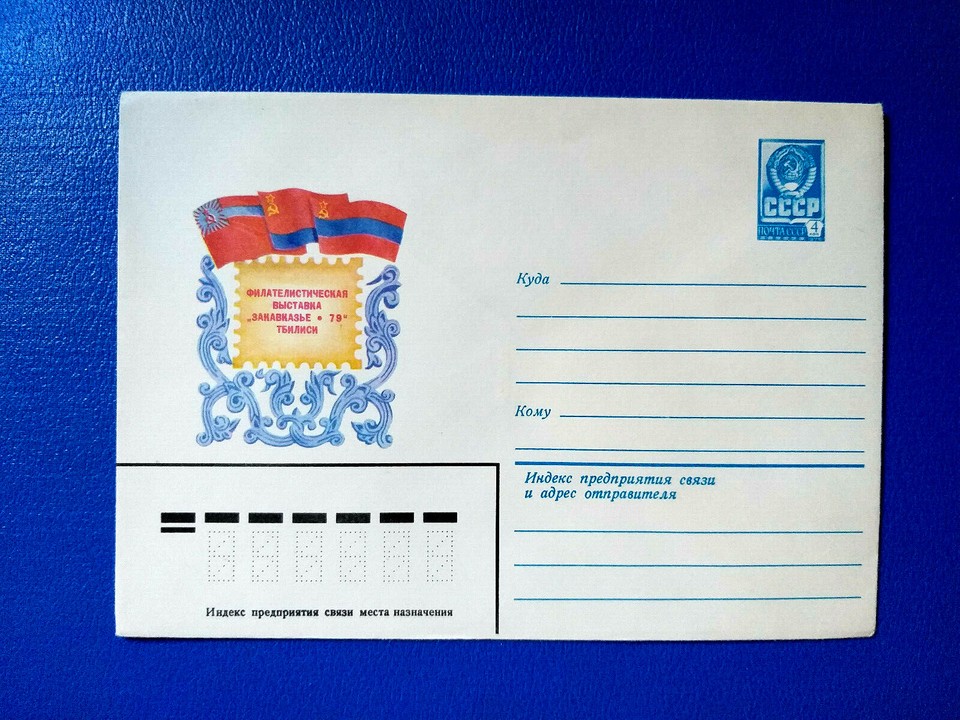 ФИЛАТЕЛИСТИЧЕСКАЯ
ВЫСТАВКА
„ЗАКАВКАЗЬЕ • 79“
ТБИЛИСИ
СССР
ПОЧТА СССР
4
Куда
Кому
Индекс предприятия связи
и адрес отправителя
Индекс предприятия связи места назначения